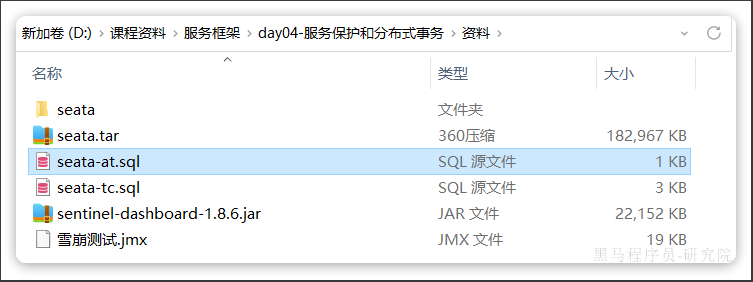 新加卷 (D:) > 课程资料 > 服务框架 > day04-服务保护和分布式事务 > 资料 >
名称 类型 大小
seata 文件夹
seata.tar 360压缩 182,967 KB
seata-at.sql SQL 源文件 1 KB
seata-tc.sql SQL 源文件 3 KB
sentinel-dashboard-1.8.6.jar JAR 文件 22,152 KB
雪崩测试.jmx JMX 文件 19 KB
黑马程序员-研究院